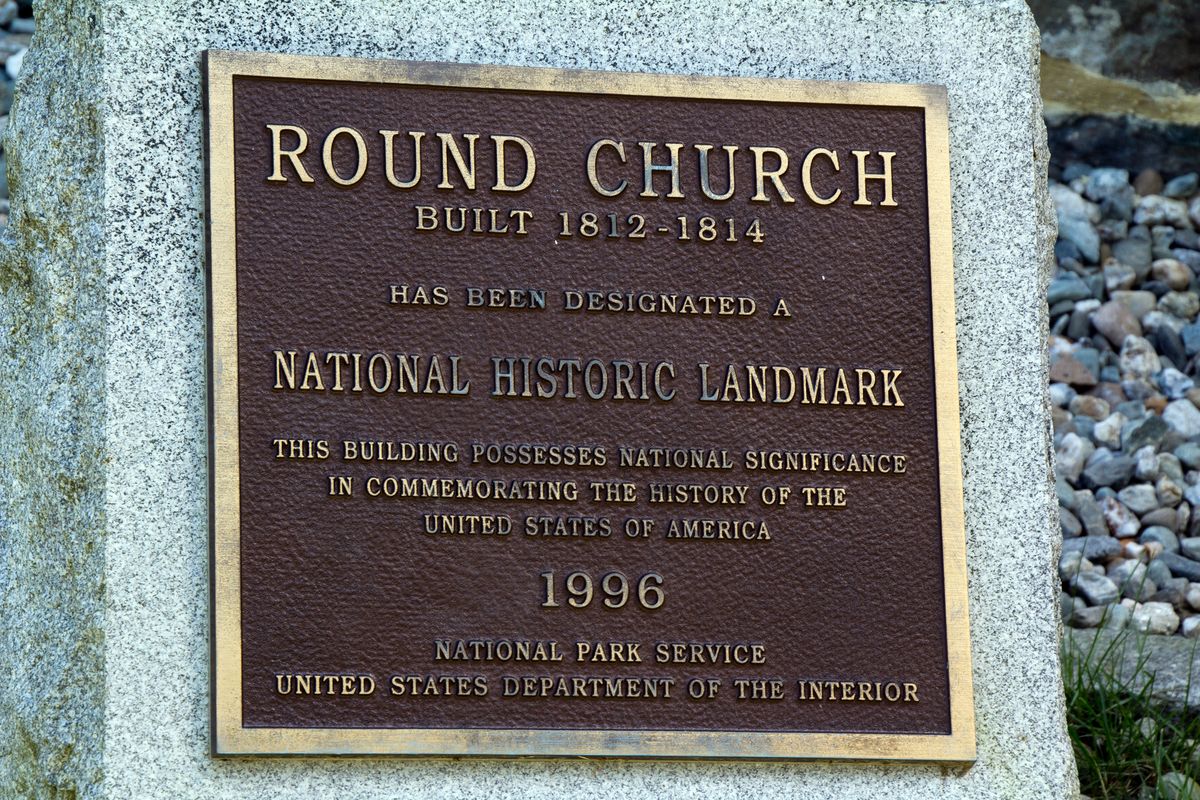 ROUND CHURCH
BUILT 1812-1814
HAS BEEN DESIGNATED A
NATIONAL HISTORIC LANDMARK
THIS BUILDING POSSESSES NATIONAL SIGNIFICANCE
IN COMMEMORATING THE HISTORY OF THE
UNITED STATES OF AMERICA
1996
NATIONAL PARK SERVICE
UNITED STATES DEPARTMENT OF THE INTERIOR